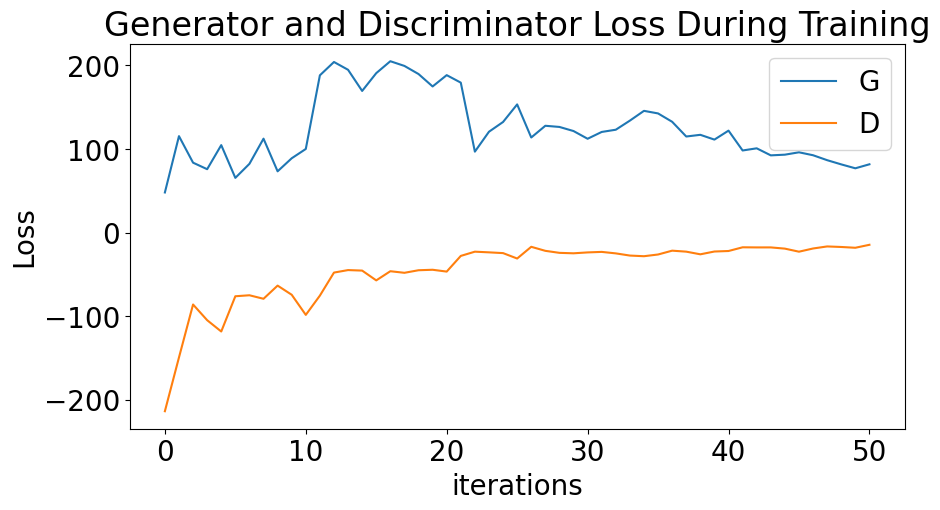 Generator and Discriminator Loss During Training
G
D
200
100
0
−100
−200
Loss
0 10 20 30 40 50
iterations